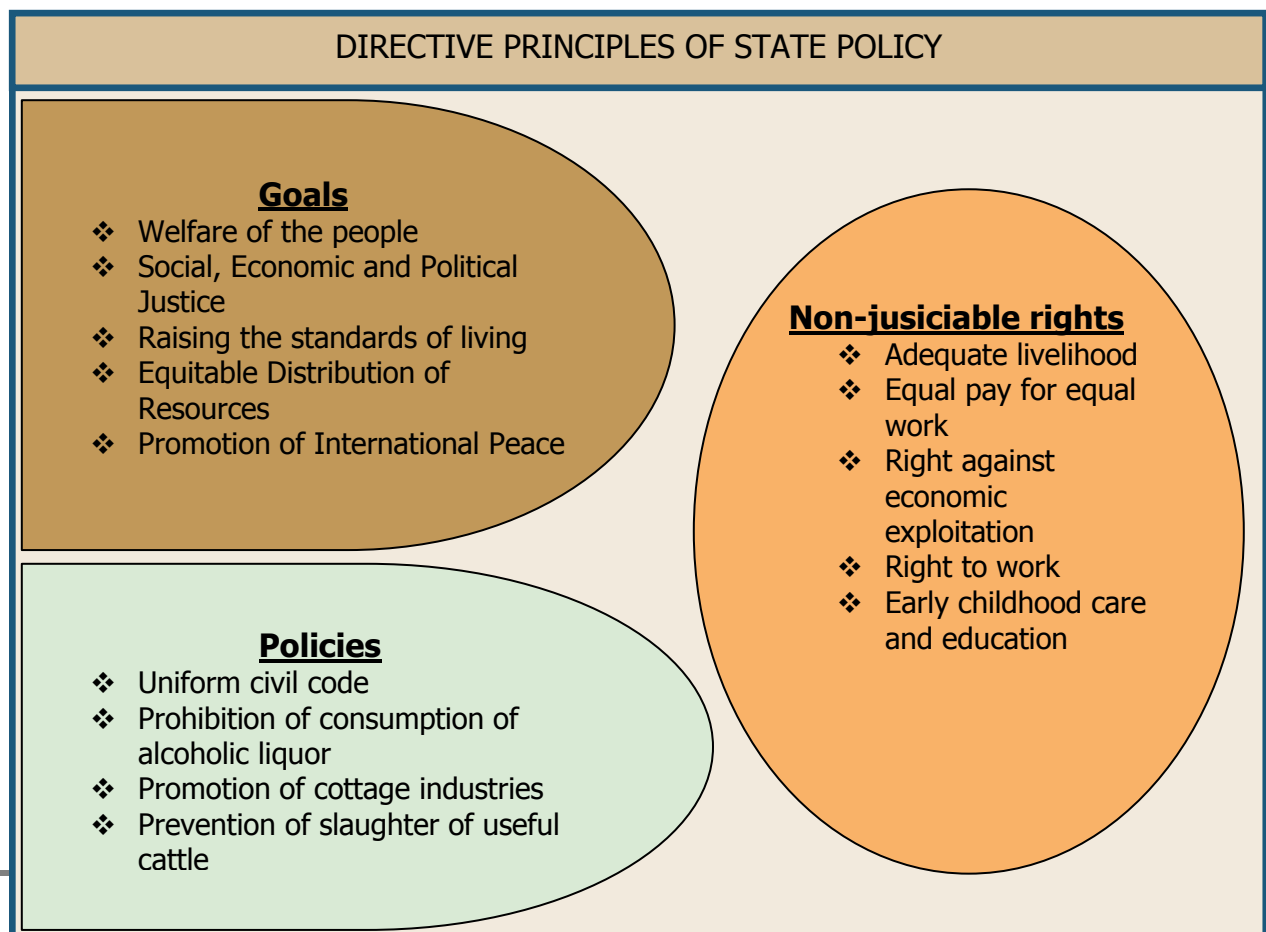 DIRECTIVE PRINCIPLES OF STATE POLICY
Goals
❖ Welfare of the people
❖ Social, Economic and Political
Justice
❖ Raising the standards of living
❖ Equitable Distribution of
Resources
❖ Promotion of International Peace
Policies
❖ Uniform civil code
❖ Prohibition of consumption of
alcoholic liquor
❖ Promotion of cottage industries
❖ Prevention of slaughter of useful
cattle
Non-jusiciable rights
❖ Adequate livelihood
❖ Equal pay for equal
work
❖ Right against
economic
exploitation
❖ Right to work
❖ Early childhood care
and education